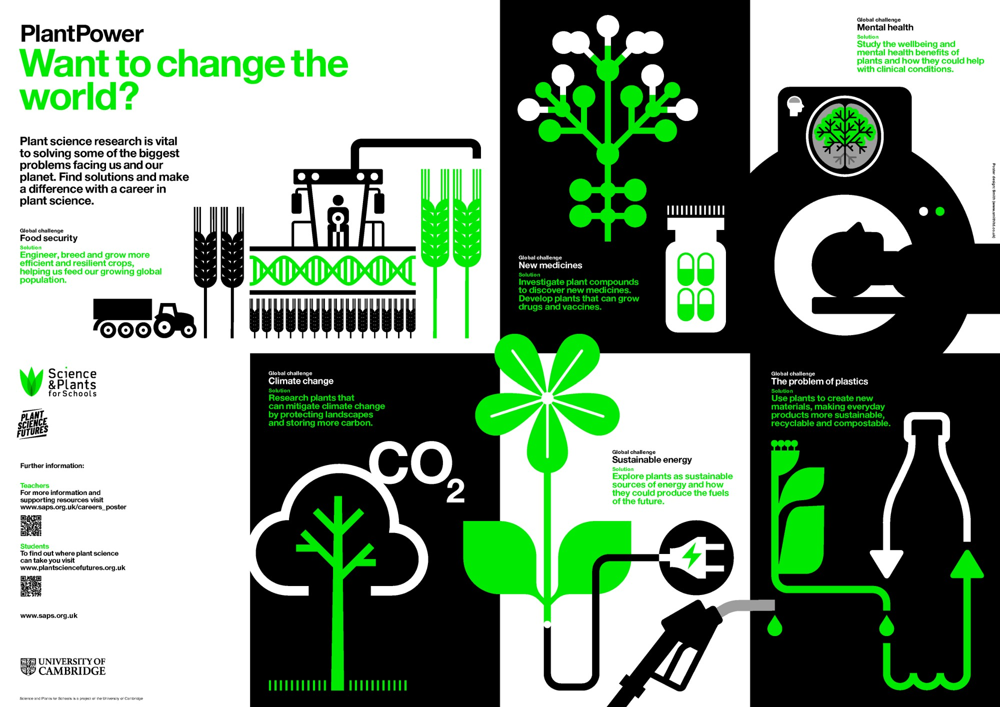 PlantPower
Want to change the
world?
Plant science research is vital
to solving some of the biggest
problems facing us and our
planet. Find solutions and make
a difference with a career in
plant science.
Global challenge
Food security
Solution
Engineer, breed and grow more
efficient and resilient crops,
helping us feed our growing global
population.
Global challenge
New medicines
Solution
Investigate plant compounds
to discover new medicines.
Develop plants that can grow
drugs and vaccines.
Global challenge
Mental health
Solution
Study the wellbeing and
mental health benefits of
plants and how they could help
with clinical conditions.
Poster design: Smith (www.smithltd.co.uk)
Science
&Plants
for Schools
PLANT
SCIENCE
FUTURES
Further information:
Teachers
For more information and
supporting resources visit
www.saps.org.uk/careers_poster
Students
To find out where plant science
can take you visit
www.plantsciencefutures.org.uk
www.saps.org.uk
UNIVERSITY OF
CAMBRIDGE
Science and Plants for Schools is a project of the University of Cambridge
Global challenge
Climate change
Solution
Research plants that
can mitigate climate change
by protecting landscapes
and storing more carbon.
CO2
Global challenge
Sustainable energy
Solution
Explore plants as sustainable
sources of energy and how
they could produce the fuels
of the future.
Global challenge
The problem of plastics
Solution
Use plants to create new
materials, making everyday
products more sustainable,
recyclable and compostable.